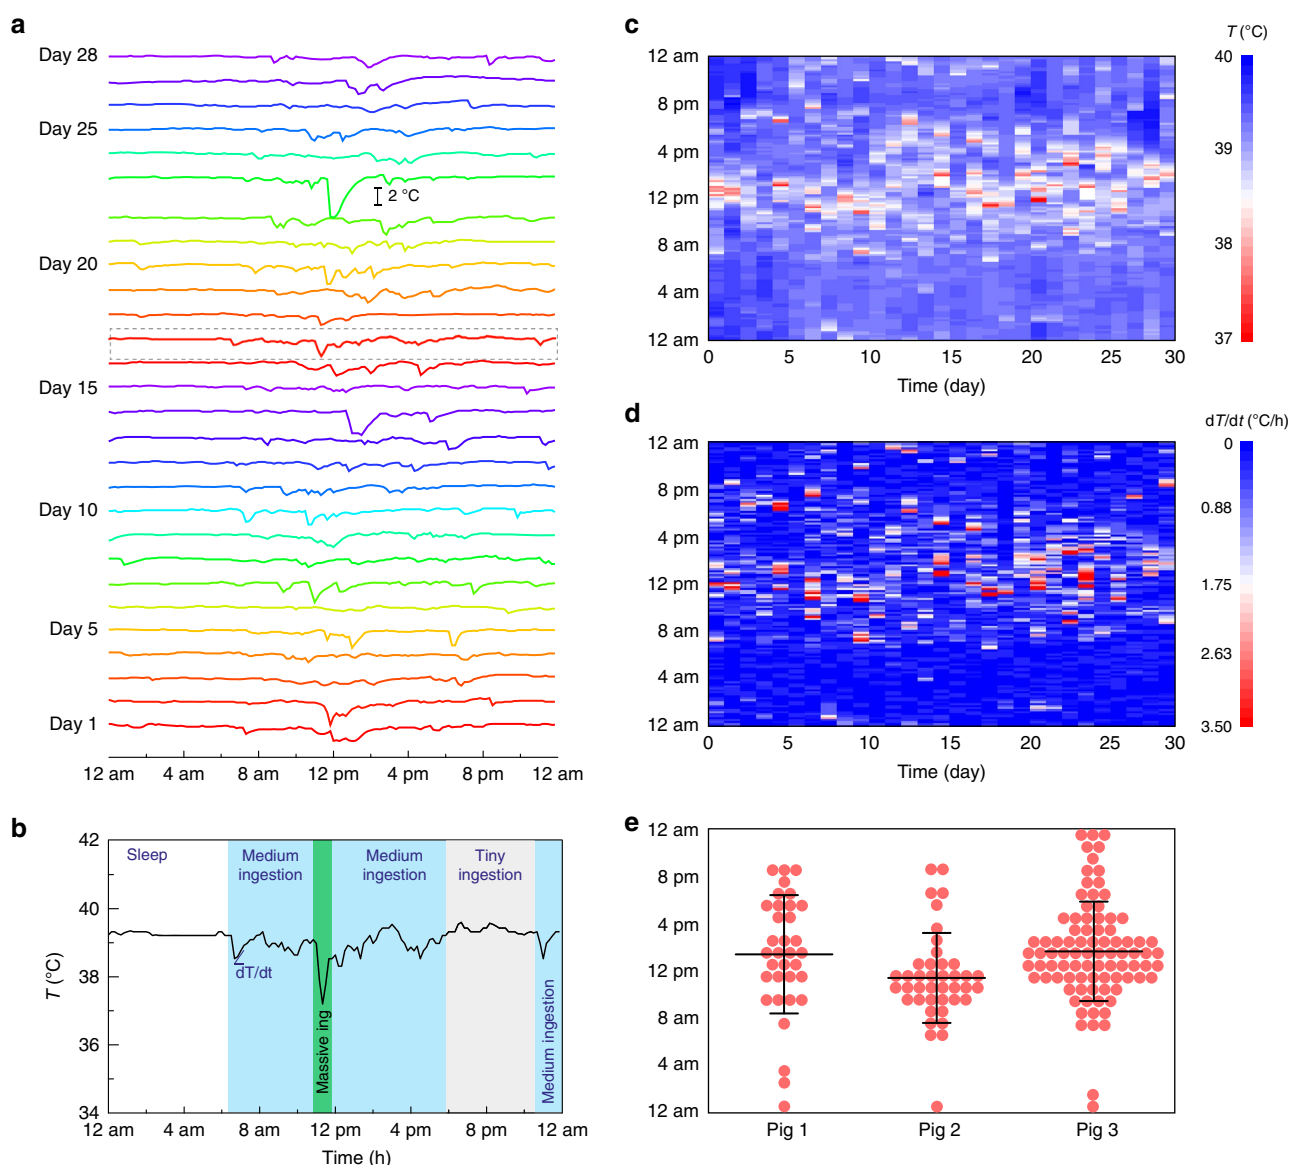 a
Day 28
Day 25
2 °C
Day 20
Day 15
Day 10
Day 5
Day 1
12 am 4 am 8 am 12 pm 4 pm 8 pm 12 am
b
42
40
38
36
34
T (°C)
Sleep
Medium ingestion
Medium ingestion
Tiny ingestion
dT/dt
Massive ing
Medium ingestion
12 am 4 am 8 am 12 pm 4 pm 8 pm 12 am
Time (h)
c
12 am
8 pm
4 pm
12 pm
8 am
4 am
12 am
0 5 10 15 20 25 30
Time (day)
T (°C)
40
39
38
37
d
12 am
8 pm
4 pm
12 pm
8 am
4 am
12 am
0 5 10 15 20 25 30
Time (day)
dT/dt (°C/h)
0
0.88
1.75
2.63
3.50
e
12 am
8 pm
4 pm
12 pm
8 am
4 am
12 am
Pig 1 Pig 2 Pig 3